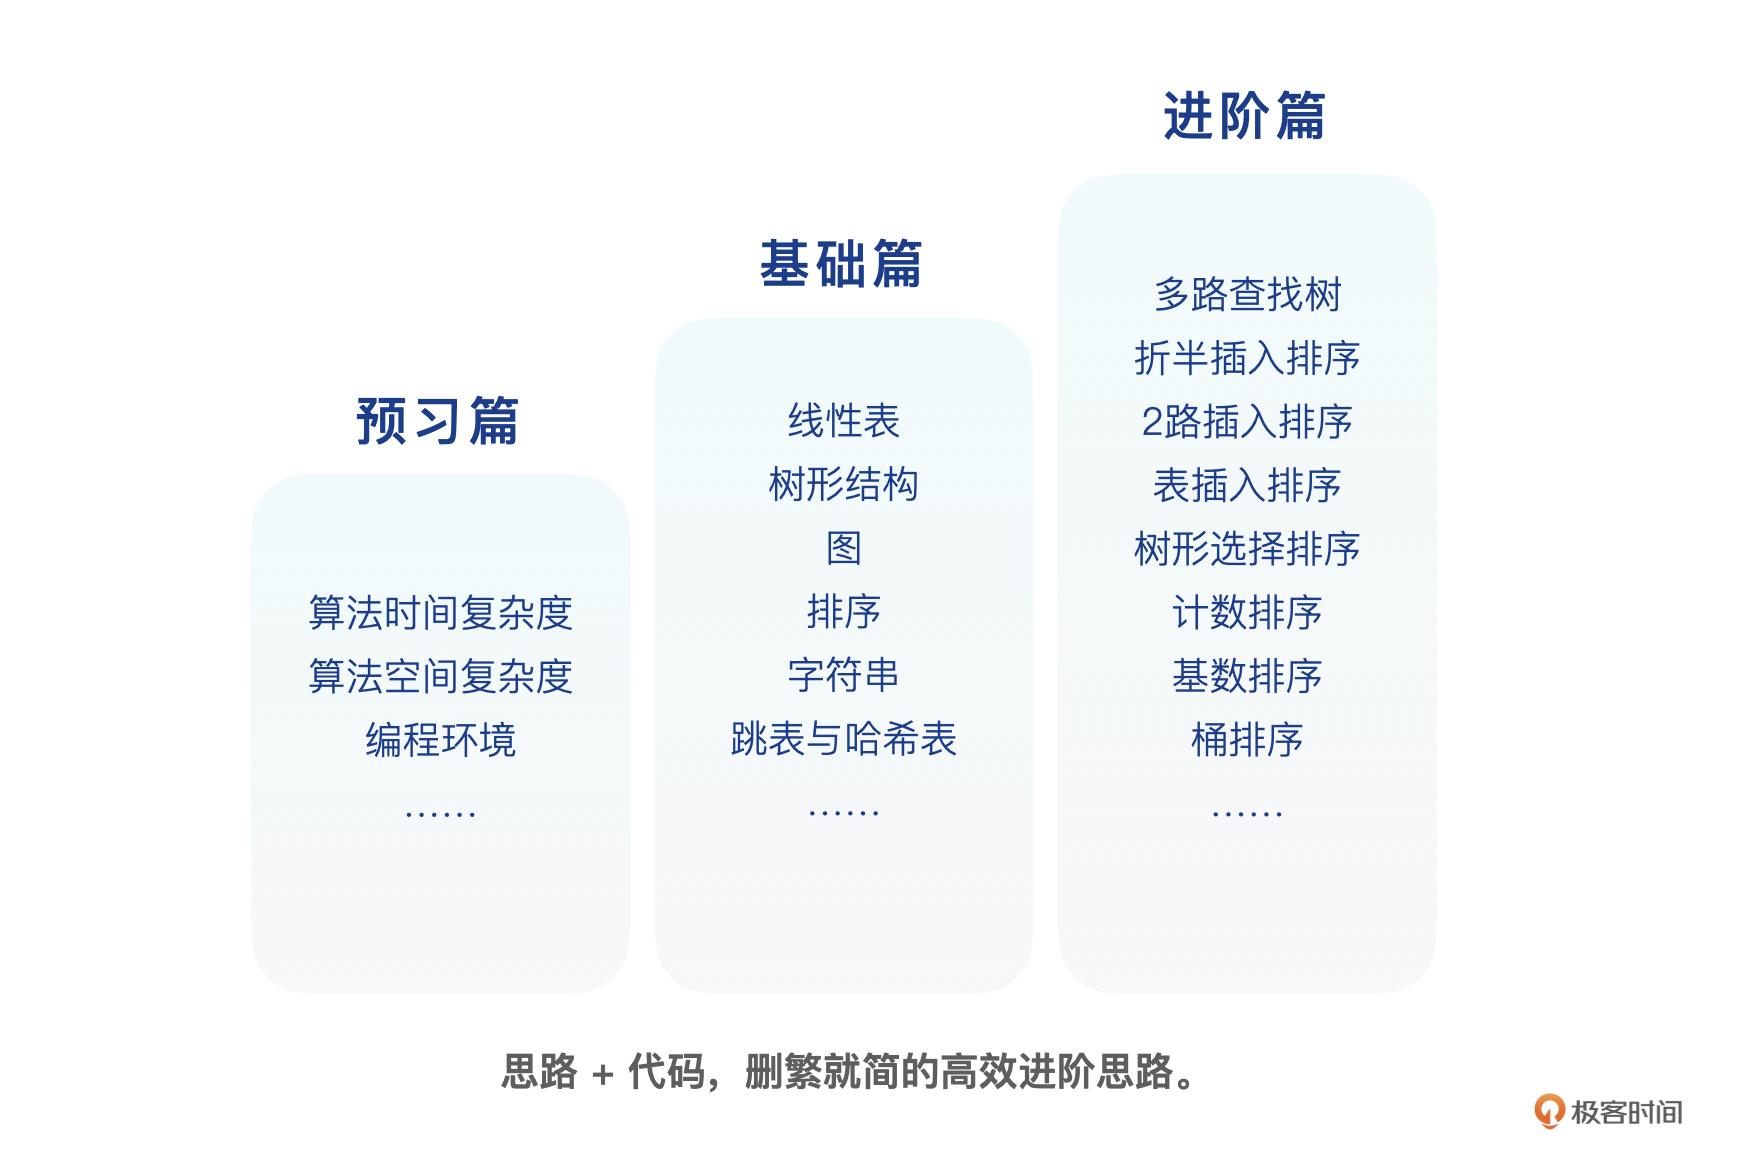 预习篇
算法时间复杂度
算法空间复杂度
编程环境
……
基础篇
线性表
树形结构
图
排序
字符串
跳表与哈希表
……
进阶篇
多路查找树
折半插入排序
2路插入排序
表插入排序
树形选择排序
计数排序
基数排序
桶排序
……
思路 + 代码，删繁就简的高效进阶思路。
极客时间